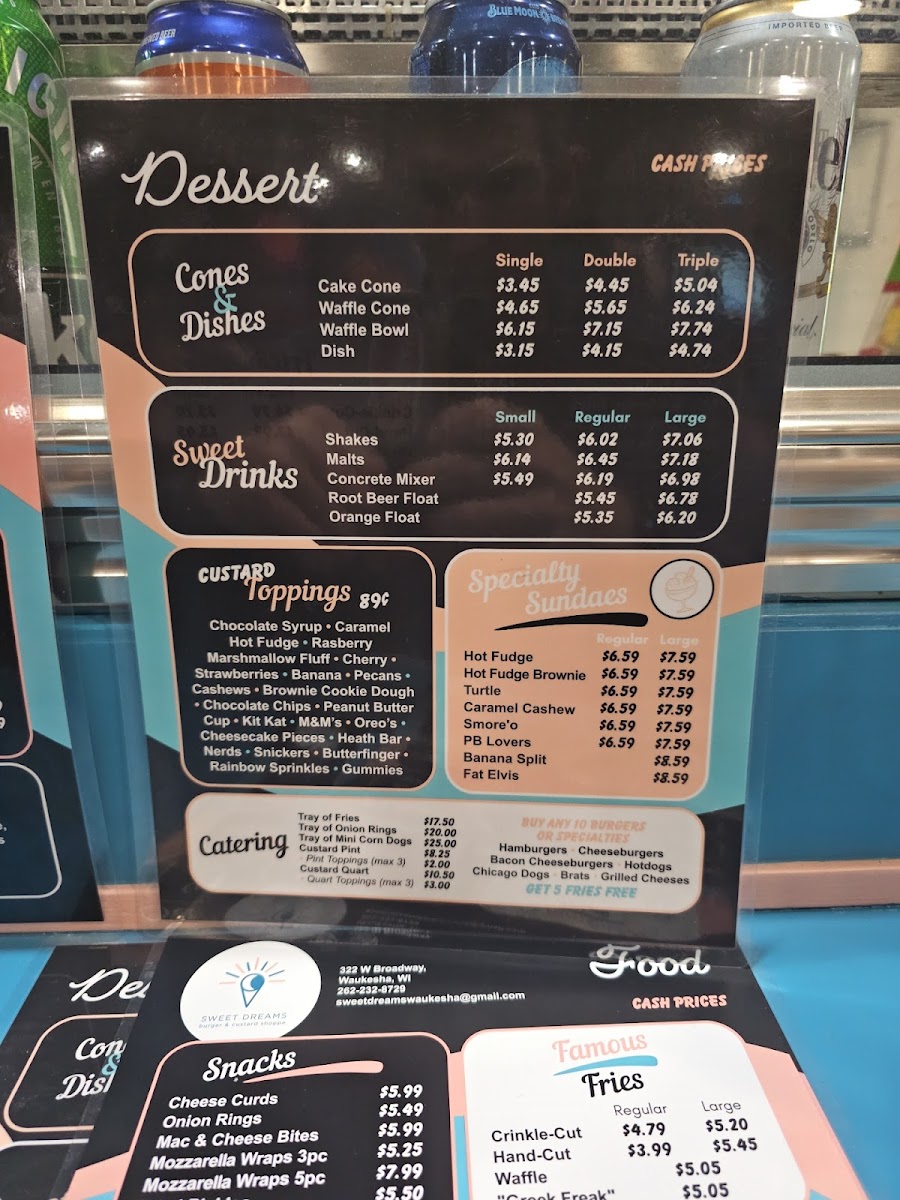 BLUE MOON
IMPORTED BEER
Dessert
CASH PRICES
Cones & Dishes
Single Double Triple
Cake Cone $3.45 $4.45 $5.04
Waffle Cone $4.65 $5.65 $6.24
Waffle Bowl $6.15 $7.15 $7.74
Dish $3.15 $4.15 $4.74
Sweet Drinks
Small Regular Large
Shakes $5.30 $6.02 $7.06
Malts $6.14 $6.45 $7.18
Concrete Mixer $5.49 $6.19 $6.98
Root Beer Float $5.45 $6.78
Orange Float $5.35 $6.20
CUSTARD Toppings 89¢
Chocolate Syrup • Caramel
Hot Fudge • Rasberry
Marshmallow Fluff • Cherry •
Strawberries • Banana • Pecans •
Cashews • Brownie Cookie Dough
• Chocolate Chips • Peanut Butter
Cup • Kit Kat • M&M's • Oreo's •
Cheesecake Pieces • Heath Bar •
Nerds • Snickers • Butterfinger •
Rainbow Sprinkles • Gummies
Specialty Sundaes
Regular Large
Hot Fudge $6.59 $7.59
Hot Fudge Brownie $6.59 $7.59
Turtle $6.59 $7.59
Caramel Cashew $6.59 $7.59
Smore'o $6.59 $7.59
PB Lovers $6.59 $7.59
Banana Split $8.59
Fat Elvis $8.59
Catering
Tray of Fries $17.50
Tray of Onion Rings $20.00
Tray of Mini Corn Dogs $25.00
Custard Pint $8.25
· Pint Toppings (max 3) $2.00
Custard Quart $10.50
· Quart Toppings (max 3) $3.00
BUY ANY 10 BURGERS
OR SPECIALTIES
Hamburgers · Cheeseburgers
Bacon Cheeseburgers · Hotdogs
Chicago Dogs · Brats · Grilled Cheeses
GET 5 FRIES FREE
Des
Con
&
Dis
SWEET DREAMS
burger & custard shoppe
322 W Broadway,
Waukesha, WI
262-232-8729
sweetdreamswaukesha@gmail.com
Food
CASH PRICES
Snacks
Cheese Curds $5.99
Onion Rings $5.49
Mac & Cheese Bites $5.99
Mozzarella Wraps 3pc $5.25
Mozzarella Wraps 5pc $7.99
$5.50
Famous Fries
Regular Large
Crinkle-Cut $4.79 $5.20
Hand-Cut $3.99 $5.45
Waffle $5.05
"Greek Freak" $5.05